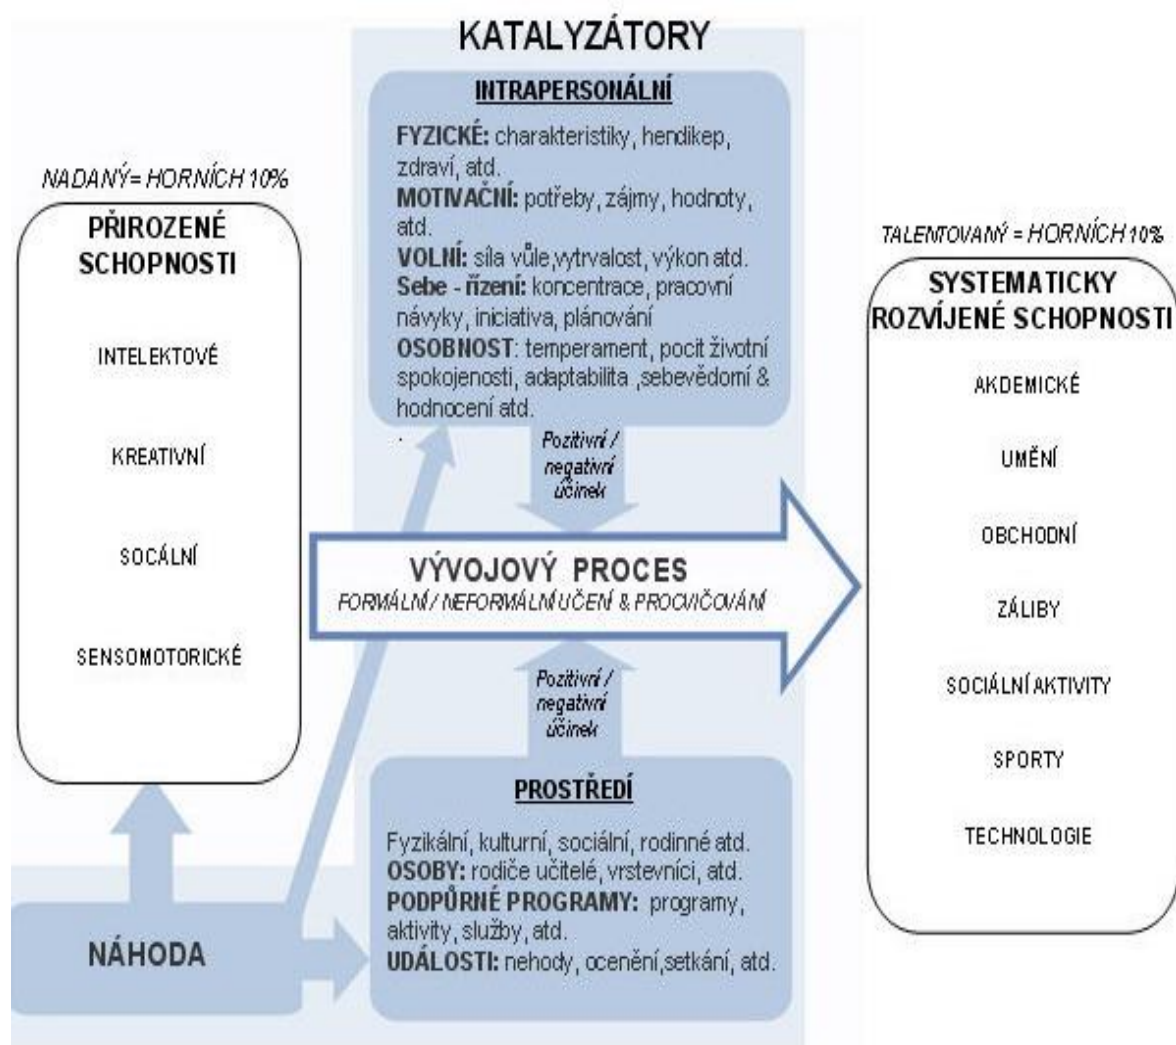 KATALYZÁTORY
INTRAPERSONÁLNÍ
FYZICKÉ: charakteristiky, hendikep,
zdraví, atd.
MOTIVAČNÍ: potřeby, zájmy, hodnoty,
atd.
VOLNÍ: síla vůle,vytrvalost, výkon atd.
Sebe - řízení: koncentrace, pracovní
návyky, iniciativa, plánování
OSOBNOST: temperament, pocit životní
spokojenosti, adaptabilita ,sebevědomí &
hodnocení atd.
.
NADANÝ= HORNÍCH 10%
PŘIROZENÉ
SCHOPNOSTI
INTELEKTOVÉ
KREATIVNÍ
SOCÁLNÍ
SENSOMOTORICKÉ
Pozitivní /
negativní
účinek
VÝVOJOVÝ PROCES
FORMÁLNÍ / NEFORMÁLNÍ UČENÍ & PROCVIČOVÁNÍ
Pozitivní /
negativní
účinek
PROSTŘEDÍ
Fyzikální, kulturní, sociální, rodinné atd.
OSOBY: rodiče učitelé, vrstevníci, atd.
PODPŮRNÉ PROGRAMY: programy,
aktivity, služby, atd.
UDÁLOSTI: nehody, ocenění,setkání, atd.
NÁHODA
TALENTOVANÝ = HORNÍCH 10%
SYSTEMATICKY
ROZVÍJENÉ SCHOPNOSTI
AKDEMICKÉ
UMĚNÍ
OBCHODNÍ
ZÁLIBY
SOCIÁLNÍ AKTIVITY
SPORTY
TECHNOLOGIE